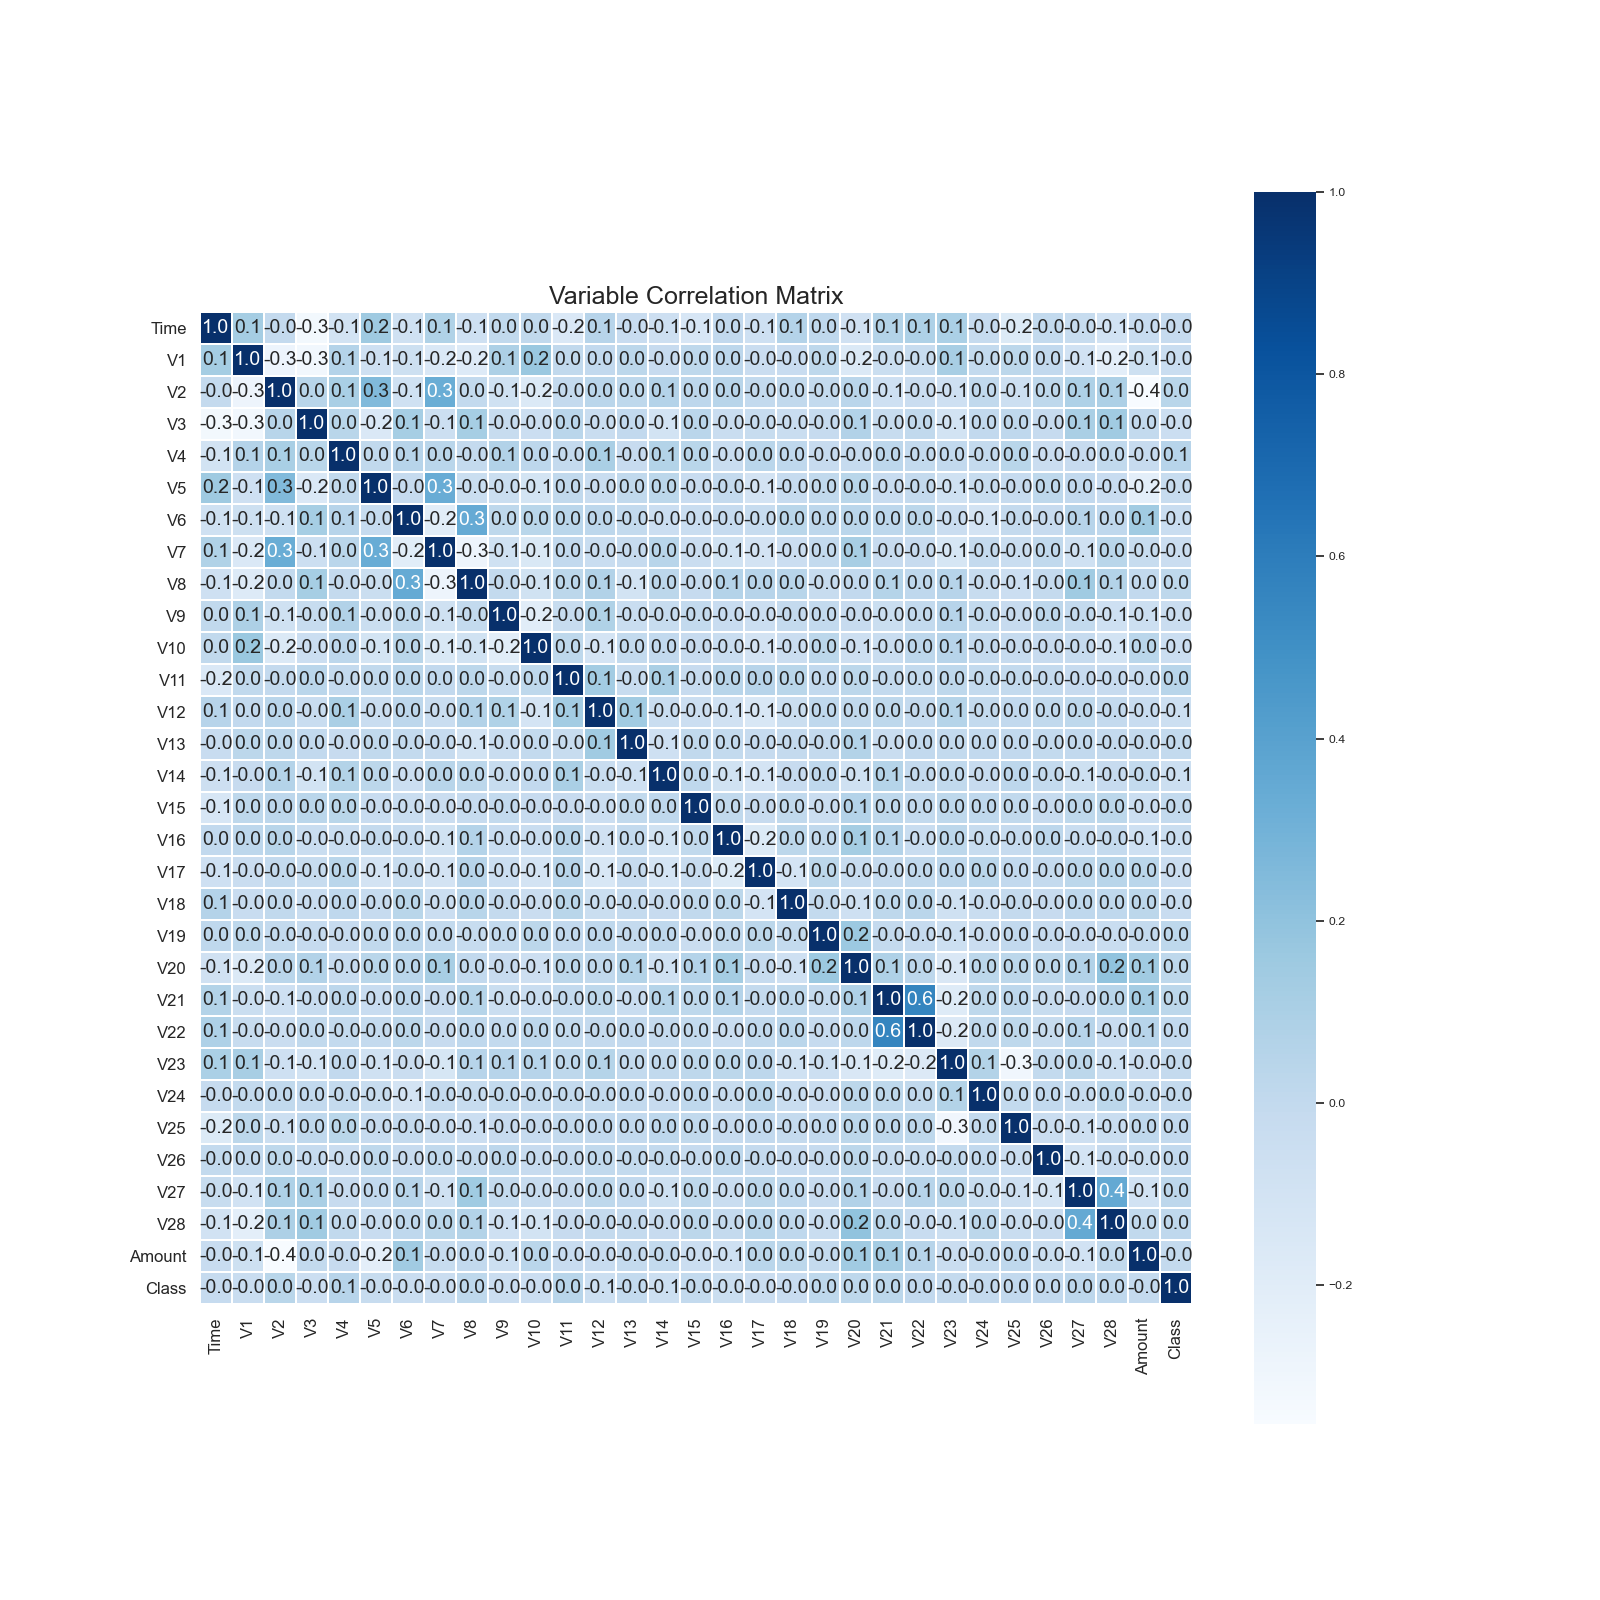 Variable Correlation Matrix
Time 1.0 0.1 -0.0 -0.3 -0.1 0.2 -0.1 0.1 -0.1 0.0 0.0 -0.2 0.1 -0.0 -0.1 -0.1 0.0 -0.1 0.1 0.0 -0.1 0.1 0.1 0.1 -0.0 -0.2 -0.0 -0.0 -0.1 -0.0 -0.0
V1 0.1 1.0 -0.3 -0.3 0.1 -0.1 -0.1 -0.2 -0.2 0.1 0.2 0.0 0.0 0.0 -0.0 0.0 0.0 -0.0 -0.0 0.0 -0.2 -0.0 -0.0 0.1 -0.0 0.0 0.0 -0.1 -0.2 -0.1 -0.0
V2 -0.0 -0.3 1.0 0.0 0.1 0.3 -0.1 0.3 0.0 -0.1 -0.2 -0.0 0.0 0.0 0.1 0.0 0.0 -0.0 -0.0 -0.0 0.0 -0.1 -0.0 -0.1 0.0 -0.1 0.0 0.1 0.1 -0.4 0.0
V3 -0.3 -0.3 0.0 1.0 0.0 -0.2 0.1 -0.1 0.1 -0.0 -0.0 0.0 -0.0 0.0 -0.1 0.0 -0.0 -0.0 -0.0 -0.0 0.1 -0.0 0.0 -0.1 0.0 0.0 -0.0 0.1 0.1 0.0 -0.0
V4 -0.1 0.1 0.1 0.0 1.0 0.0 0.1 0.0 -0.0 0.1 0.0 -0.0 0.1 -0.0 0.1 0.0 -0.0 0.0 0.0 -0.0 -0.0 0.0 -0.0 0.0 -0.0 0.0 -0.0 -0.0 0.0 -0.0 0.1
V5 0.2 -0.1 0.3 -0.2 0.0 1.0 -0.0 0.3 -0.0 -0.0 -0.1 0.0 -0.0 0.0 0.0 -0.0 -0.0 -0.1 -0.0 0.0 0.0 -0.0 -0.0 -0.1 0.0 -0.0 0.0 0.0 -0.0 -0.2 -0.0
V6 -0.1 -0.1 -0.1 0.1 0.1 -0.0 1.0 -0.2 0.3 0.0 0.0 0.0 0.0 -0.0 -0.0 -0.0 0.0 -0.0 0.0 0.0 0.0 0.0 0.0 -0.0 -0.1 -0.0 -0.0 0.1 0.0 0.1 -0.0
V7 0.1 -0.2 0.3 -0.1 0.0 0.3 -0.2 1.0 -0.3 -0.1 -0.1 0.0 0.0 -0.0 0.0 -0.0 -0.1 -0.1 -0.0 0.0 0.1 -0.0 -0.0 -0.1 0.0 -0.0 0.0 -0.1 0.0 -0.0 -0.0
V8 -0.1 -0.2 0.0 0.1 -0.0 -0.0 0.3 -0.3 1.0 -0.0 -0.1 0.0 0.1 -0.1 0.0 -0.0 0.1 0.0 0.0 -0.0 0.0 0.1 0.0 0.1 -0.0 -0.1 -0.0 0.1 0.1 0.0 0.0
V9 0.0 0.1 -0.1 -0.0 0.1 -0.0 0.0 -0.1 -0.0 1.0 -0.2 -0.0 0.1 -0.0 -0.0 -0.0 -0.0 0.0 -0.0 0.0 -0.0 -0.0 0.0 0.1 -0.0 -0.0 0.0 -0.0 -0.1 -0.1 -0.0
V10 0.0 0.2 -0.2 -0.0 0.0 -0.1 0.0 -0.1 -0.1 -0.2 1.0 0.0 -0.1 0.0 0.0 -0.0 -0.0 -0.1 -0.0 0.0 -0.1 -0.0 0.0 0.1 -0.0 0.0 -0.0 -0.0 -0.1 0.0 -0.0
V11 -0.2 0.0 -0.0 0.0 -0.0 0.0 0.0 0.0 0.0 -0.0 0.0 1.0 0.1 -0.0 0.1 -0.0 0.0 0.0 0.0 0.0 0.0 -0.0 0.0 0.0 -0.0 0.0 -0.0 -0.0 -0.0 -0.0 0.0
V12 0.1 0.0 0.0 -0.0 0.1 -0.0 0.0 -0.0 0.1 0.1 -0.1 0.1 1.0 0.1 -0.0 -0.0 -0.1 -0.1 -0.0 0.0 0.0 0.0 -0.0 0.1 -0.0 0.0 0.0 0.0 -0.0 -0.0 -0.1
V13 -0.0 0.0 0.0 0.0 -0.0 0.0 -0.0 -0.0 -0.1 -0.0 0.0 -0.0 0.1 1.0 -0.1 0.0 0.0 -0.0 -0.0 -0.0 0.1 -0.0 0.0 0.0 0.0 0.0 -0.0 0.0 -0.0 -0.0 -0.0
V14 -0.1 -0.0 0.1 -0.1 0.1 0.0 -0.0 0.0 0.0 -0.0 0.0 0.1 -0.0 -0.1 1.0 0.0 -0.1 -0.1 -0.0 0.0 -0.1 0.1 -0.0 0.0 -0.0 0.0 0.0 -0.1 -0.0 -0.0 -0.1
V15 -0.1 0.0 0.0 0.0 0.0 -0.0 -0.0 -0.0 -0.0 -0.0 -0.0 -0.0 -0.0 0.0 0.0 1.0 0.0 -0.0 0.0 -0.0 0.1 0.0 0.0 0.0 0.0 -0.0 0.0 0.0 -0.0 -0.0 -0.0
V16 0.0 0.0 0.0 -0.0 -0.0 -0.0 0.0 -0.1 0.1 -0.0 -0.0 0.0 -0.1 0.0 -0.1 0.0 1.0 -0.2 0.0 0.0 0.1 0.1 -0.0 0.0 -0.0 0.0 0.0 -0.0 -0.0 -0.1 -0.0
V17 -0.1 -0.0 -0.0 -0.0 0.0 -0.1 -0.0 -0.1 0.0 0.0 -0.1 0.0 -0.1 -0.0 -0.1 -0.0 -0.2 1.0 -0.1 0.0 -0.0 -0.0 0.0 0.0 0.0 -0.0 0.0 -0.0 0.0 0.0 -0.0
V18 0.1 -0.0 -0.0 -0.0 0.0 -0.0 0.0 -0.0 0.0 -0.0 -0.0 0.0 -0.0 -0.0 -0.0 0.0 0.0 -0.1 1.0 -0.0 -0.1 0.0 0.0 -0.1 -0.0 0.0 -0.0 -0.0 -0.0 0.0 -0.0
V19 0.0 0.0 -0.0 -0.0 -0.0 0.0 0.0 0.0 -0.0 0.0 0.0 0.0 0.0 -0.0 0.0 -0.0 0.0 0.0 -0.0 1.0 0.2 -0.0 -0.0 -0.1 -0.0 0.0 -0.0 -0.0 -0.0 -0.0 0.0
V20 -0.1 -0.2 0.0 0.1 -0.0 0.0 0.0 0.1 0.0 -0.0 -0.1 0.0 0.0 0.1 -0.1 0.1 0.1 -0.0 -0.1 0.2 1.0 0.1 0.0 -0.1 0.0 0.0 0.0 0.1 0.2 0.1 0.0
V21 0.1 -0.0 -0.1 -0.0 0.0 -0.0 0.0 -0.0 0.1 -0.0 -0.0 -0.0 0.0 -0.0 0.1 0.0 0.1 -0.0 0.0 -0.0 0.1 1.0 0.6 -0.2 0.0 0.0 -0.0 -0.0 0.0 0.1 0.0
V22 0.1 -0.0 -0.0 0.0 -0.0 -0.0 0.0 -0.0 0.0 0.0 0.0 0.0 -0.0 0.0 -0.0 0.0 -0.0 0.0 0.0 -0.0 0.0 0.6 1.0 -0.2 0.0 0.0 -0.0 0.1 -0.0 0.1 0.0
V23 0.1 0.1 -0.1 -0.1 0.0 -0.1 -0.0 -0.1 0.1 0.1 0.1 0.0 0.1 0.0 0.0 0.0 0.0 0.0 -0.1 -0.1 -0.1 -0.2 -0.2 1.0 0.1 -0.3 -0.0 0.0 -0.1 -0.0 -0.0
V24 -0.0 -0.0 0.0 0.0 -0.0 0.0 -0.1 0.0 -0.0 -0.0 -0.0 -0.0 -0.0 0.0 -0.0 0.0 -0.0 0.0 -0.0 -0.0 0.0 0.0 0.0 0.1 1.0 0.0 0.0 -0.0 0.0 -0.0 -0.0
V25 -0.2 0.0 -0.1 0.0 0.0 -0.0 -0.0 -0.0 -0.1 -0.0 0.0 0.0 0.0 0.0 0.0 -0.0 0.0 -0.0 0.0 0.0 0.0 0.0 0.0 -0.3 0.0 1.0 -0.0 -0.1 -0.0 0.0 0.0
V26 -0.0 0.0 0.0 -0.0 -0.0 0.0 -0.0 0.0 -0.0 0.0 -0.0 -0.0 0.0 -0.0 0.0 0.0 0.0 0.0 -0.0 -0.0 0.0 -0.0 -0.0 -0.0 0.0 -0.0 1.0 -0.1 -0.0 -0.0 0.0
V27 -0.0 -0.1 0.1 0.1 -0.0 0.0 0.1 -0.1 0.1 -0.0 -0.0 -0.0 0.0 0.0 -0.1 0.0 -0.0 -0.0 -0.0 -0.0 0.1 -0.0 0.1 0.0 -0.0 -0.1 -0.1 1.0 0.4 -0.1 0.0
V28 -0.1 -0.2 0.1 0.1 0.0 -0.0 0.0 0.0 0.1 -0.1 -0.1 -0.0 -0.0 -0.0 -0.0 -0.0 -0.0 0.0 -0.0 -0.0 0.2 0.0 -0.0 -0.1 0.0 -0.0 -0.0 0.4 1.0 0.0 0.0
Amount -0.0 -0.1 -0.4 0.0 -0.0 -0.2 0.1 -0.0 0.0 -0.1 0.0 -0.0 -0.0 -0.0 -0.0 -0.0 -0.1 0.0 0.0 -0.0 0.1 0.1 0.1 -0.0 -0.0 0.0 -0.0 -0.1 0.0 1.0 -0.0
Class -0.0 -0.0 0.0 -0.0 0.1 -0.0 -0.0 -0.0 0.0 -0.0 -0.0 0.0 -0.1 -0.0 -0.1 -0.0 -0.0 -0.0 -0.0 0.0 0.0 0.0 0.0 -0.0 -0.0 0.0 0.0 0.0 0.0 -0.0 1.0
Time V1 V2 V3 V4 V5 V6 V7 V8 V9 V10 V11 V12 V13 V14 V15 V16 V17 V18 V19 V20 V21 V22 V23 V24 V25 V26 V27 V28 Amount Class
1.0
0.8
0.6
0.4
0.2
0.0
−0.2